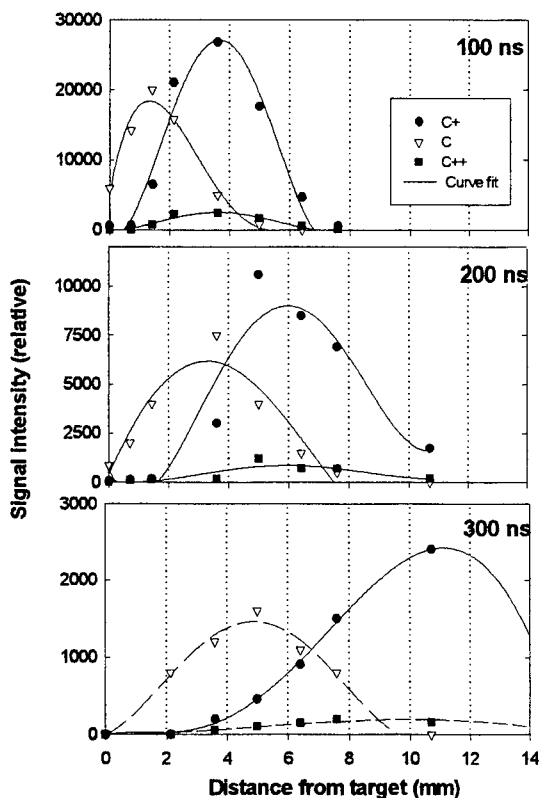 100 ns
30000
20000
10000
0
C+
C
C++
Curve fit
200 ns
10000
7500
5000
2500
0
Signal intensity (relative)
300 ns
3000
2000
1000
0
0 2 4 6 8 10 12 14
Distance from target (mm)